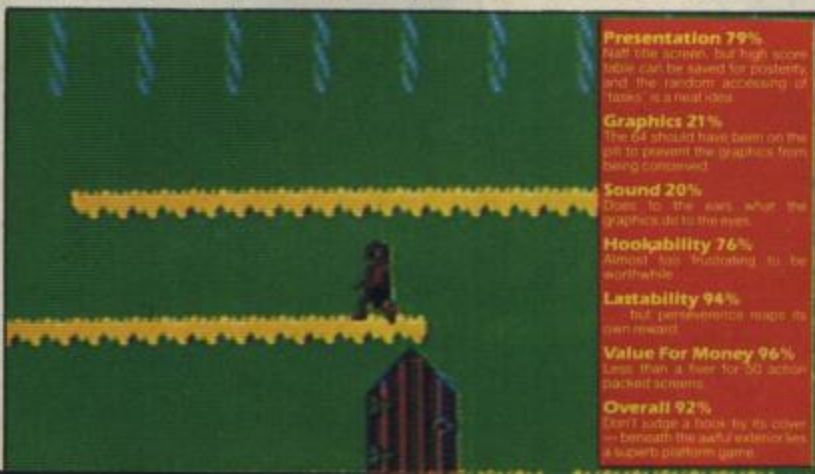 Presentation 79%
Naff title screen, but high score
table can be saved for posterity,
and the random accessing of
'tasks' is a neat idea.
Graphics 21%
The 64 should have been on the
pill to prevent the graphics from
being conceived.
Sound 20%
Does to the ears what the
graphics do to the eyes.
Hookability 76%
Almost too frustrating to be
worthwhile
Lastability 94%
... but perseverence reaps its
own reward.
Value For Money 96%
Less than a fiver for 50 action
packed screens.
Overall 92%
Don't judge a book by its cover
— beneath the awful exterior lies
a superb platform game.